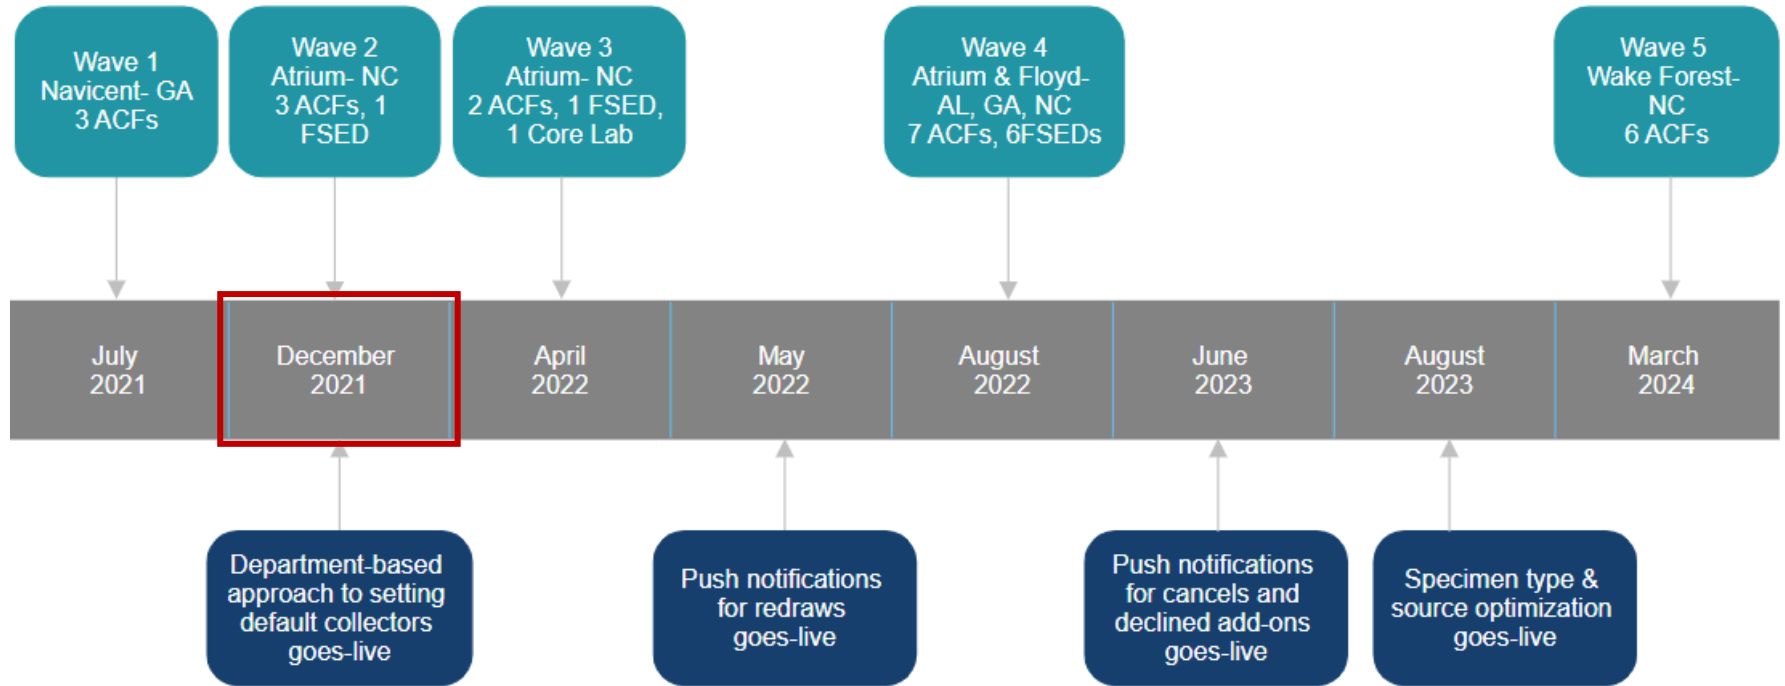 Wave 1
Navicent- GA
3 ACFs
Wave 2
Atrium- NC
3 ACFs, 1
FSED
Wave 3
Atrium- NC
2 ACFs, 1 FSED,
1 Core Lab
Wave 4
Atrium & Floyd-
AL, GA, NC
7 ACFs, 6FSEDs
Wave 5
Wake Forest-
NC
6 ACFs
July
2021
December
2021
April
2022
May
2022
August
2022
June
2023
August
2023
March
2024
Department-based
approach to setting
default collectors
goes-live
Push notifications
for redraws
goes-live
Push notifications
for cancels and
declined add-ons
goes-live
Specimen type &
source optimization
goes-live